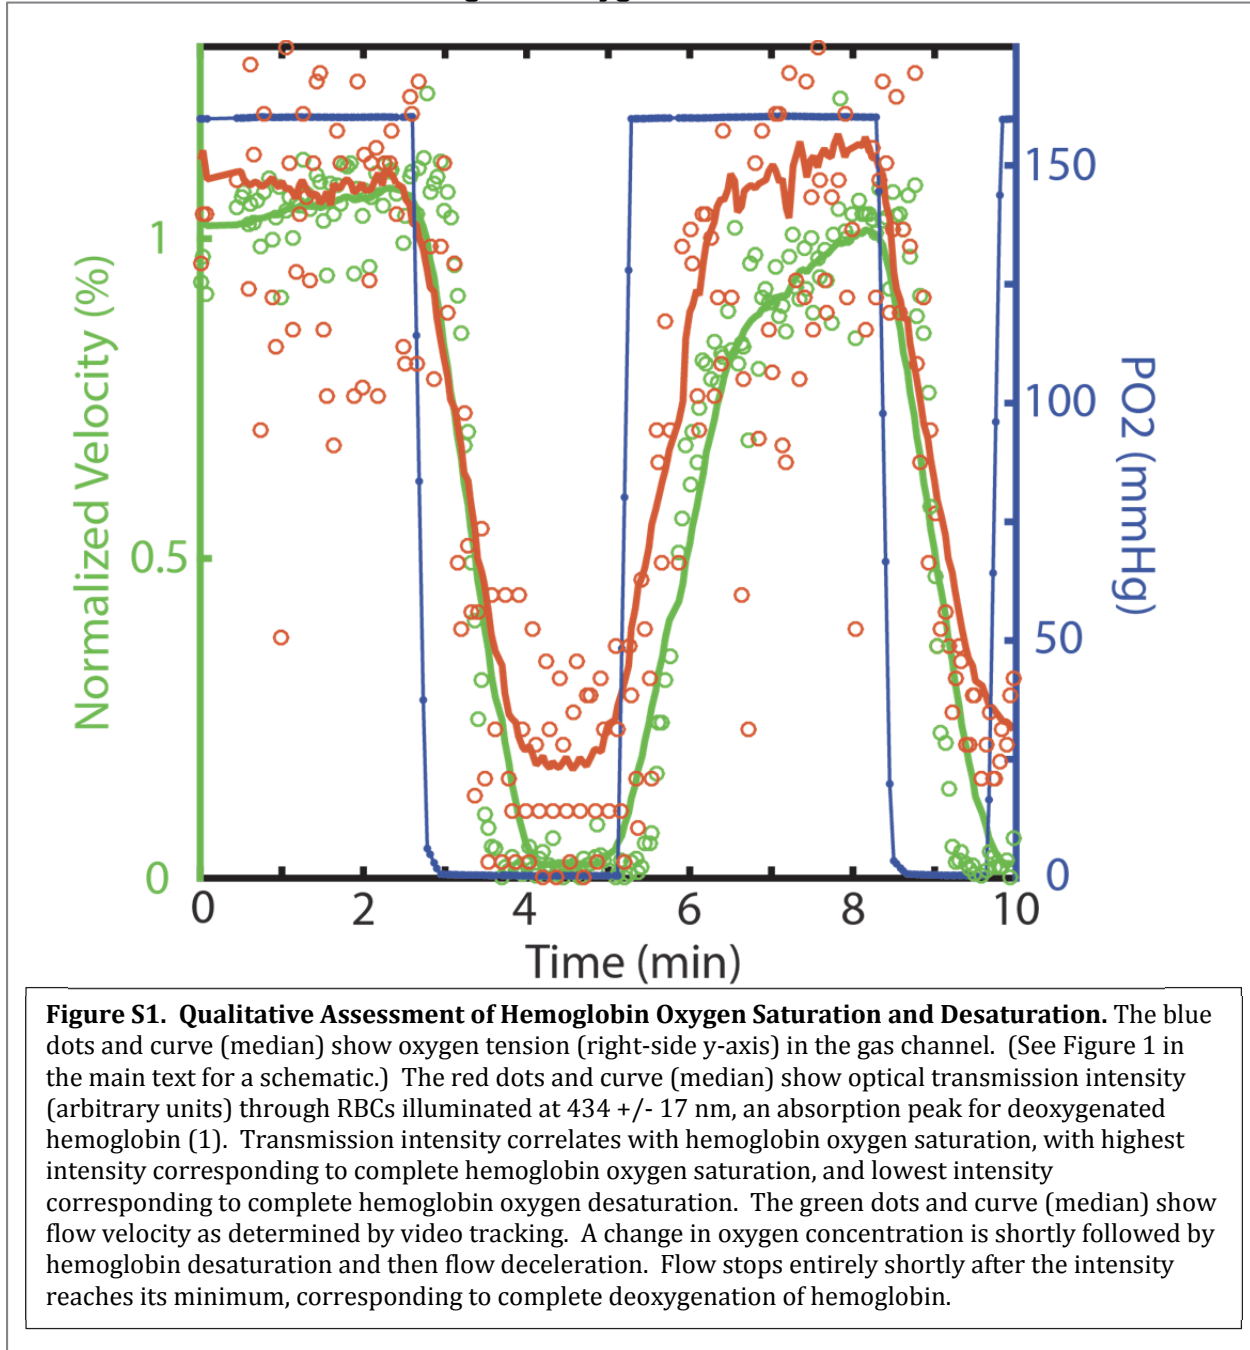 1
0.5
0
Normalized Velocity (%)
150
100
50
0
PO2 (mmHg)
0 2 4 6 8 10
Time (min)
Figure S1. Qualitative Assessment of Hemoglobin Oxygen Saturation and Desaturation. The blue
dots and curve (median) show oxygen tension (right-side y-axis) in the gas channel. (See Figure 1 in
the main text for a schematic.) The red dots and curve (median) show optical transmission intensity
(arbitrary units) through RBCs illuminated at 434 +/- 17 nm, an absorption peak for deoxygenated
hemoglobin (1). Transmission intensity correlates with hemoglobin oxygen saturation, with highest
intensity corresponding to complete hemoglobin oxygen saturation, and lowest intensity
corresponding to complete hemoglobin oxygen desaturation. The green dots and curve (median) show
flow velocity as determined by video tracking. A change in oxygen concentration is shortly followed by
hemoglobin desaturation and then flow deceleration. Flow stops entirely shortly after the intensity
reaches its minimum, corresponding to complete deoxygenation of hemoglobin.